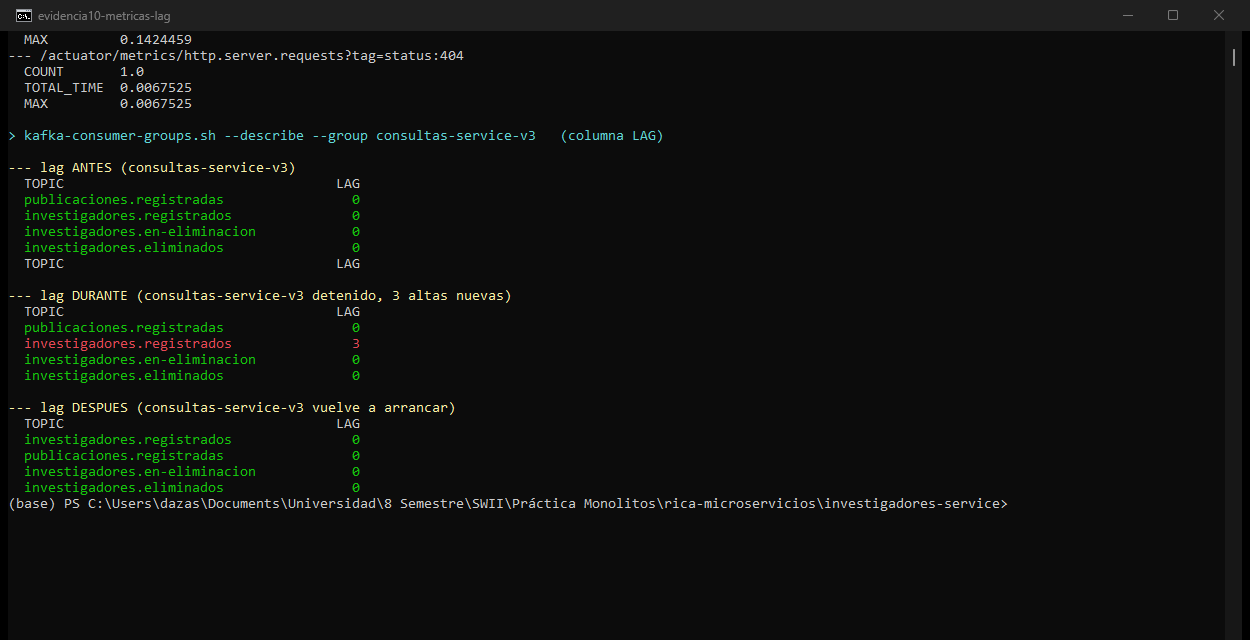 evidencia10-metricas-lag
MAX 0.1424459
--- /actuator/metrics/http.server.requests?tag=status:404
COUNT 1.0
TOTAL_TIME 0.0067525
MAX 0.0067525
> kafka-consumer-groups.sh --describe --group consultas-service-v3 (columna LAG)
--- lag ANTES (consultas-service-v3)
TOPIC LAG
publicaciones.registradas 0
investigadores.registrados 0
investigadores.en-eliminacion 0
investigadores.eliminados 0
TOPIC LAG
--- lag DURANTE (consultas-service-v3 detenido, 3 altas nuevas)
TOPIC LAG
publicaciones.registradas 0
investigadores.registrados 3
investigadores.en-eliminacion 0
investigadores.eliminados 0
--- lag DESPUES (consultas-service-v3 vuelve a arrancar)
TOPIC LAG
investigadores.registrados 0
publicaciones.registradas 0
investigadores.en-eliminacion 0
investigadores.eliminados 0
(base) PS C:\Users\dazas\Documents\Universidad\8 Semestre\SWII\Práctica Monolitos\rica-microservicios\investigadores-service>